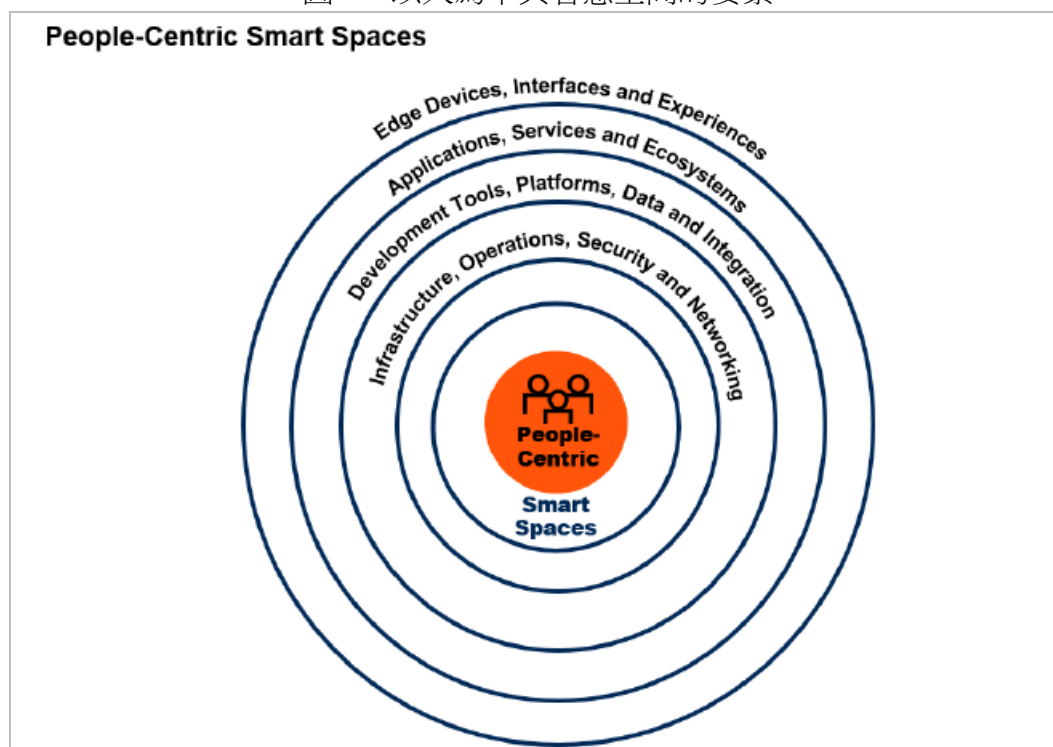 People-Centric Smart Spaces
Edge Devices, Interfaces and Experiences
Applications, Services and Ecosystems
Development Tools, Platforms, Data and Integration
Infrastructure, Operations, Security and Networking
People-
Centric
Smart
Spaces